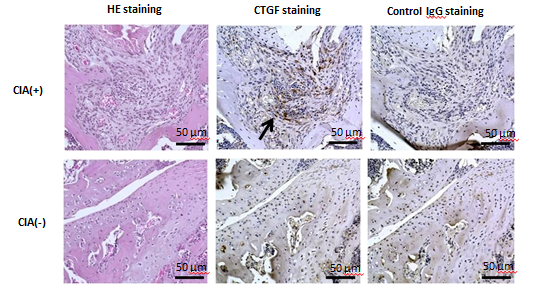 HE staining CTGF staining Control IgG staining
CIA(+)
50 µm 50 µm 50 µm
CIA(-)
50 µm 50 µm 50 µm